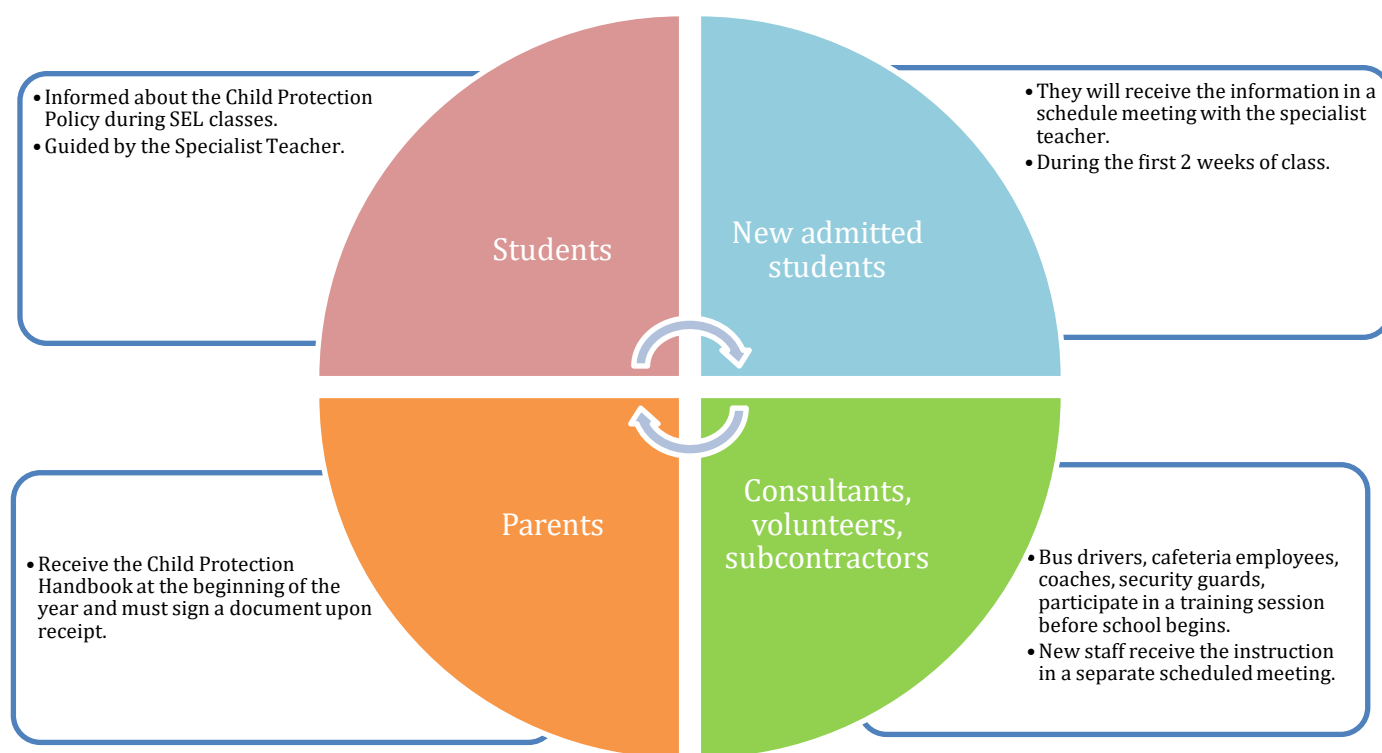 • Informed about the Child Protection
Policy during SEL classes.
• Guided by the Specialist Teacher.
Students
New admitted
students
• They will receive the information in a
schedule meeting with the specialist
teacher.
• During the first 2 weeks of class.
• Receive the Child Protection
Handbook at the beginning of the
year and must sign a document upon
receipt.
Parents
Consultants,
volunteers,
subcontractors
• Bus drivers, cafeteria employees,
coaches, security guards,
participate in a training session
before school begins.
• New staff receive the instruction
in a separate scheduled meeting.